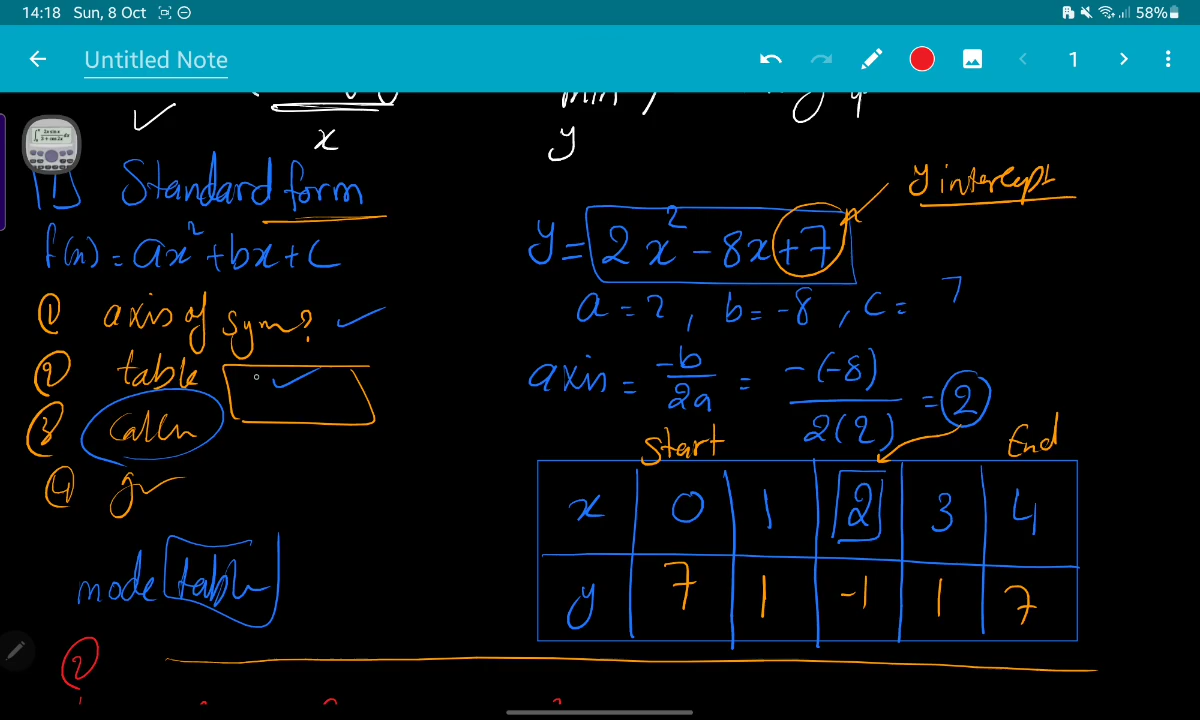 14:18 Sun, 8 Oct 58%
Untitled Note 1
min
x
y
1] Standard form
y intercept
f(x) = ax² + bx + c
y = 2x² - 8x + 7
a = 2, b = -8, c = 7
① axis of sym?
② table
axis = -b/2a = -(-8)/2(2) = 2
③
④
Start End
x 0 1 2 3 4
y 7 1 -1 1 7
mode table
②